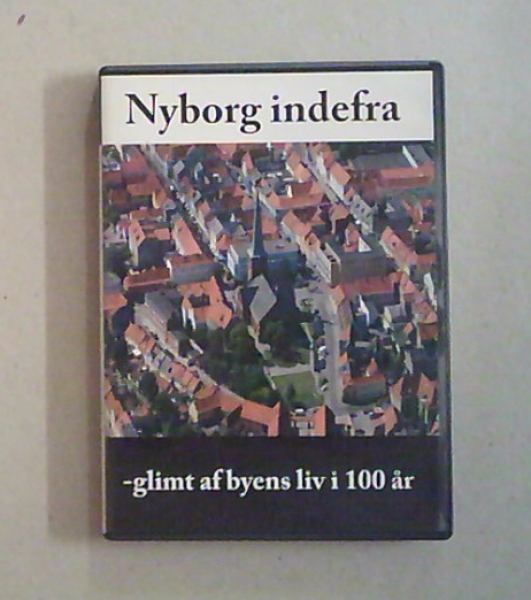 Nyborg indefra
-glimt af byens liv i 100 år